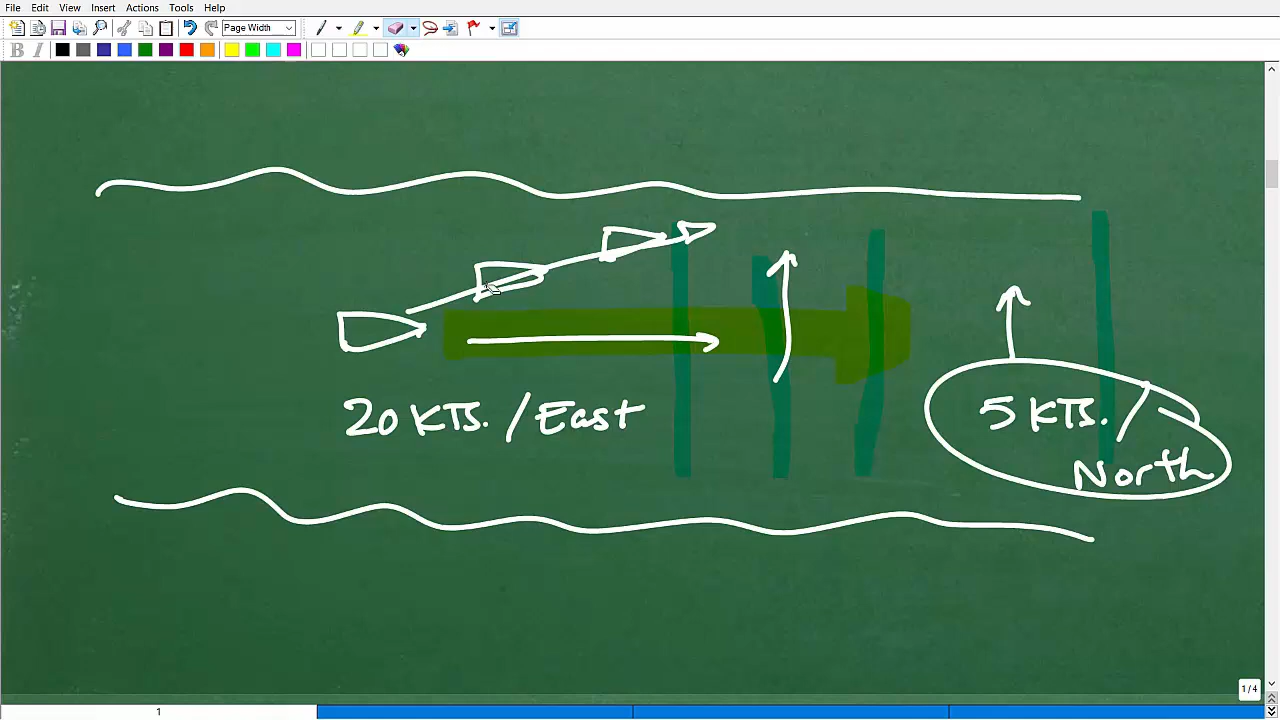 File Edit View Insert Actions Tools Help
Page Width
B I
20 KTS. / East
5 KTS. /
North
1 / 4
1